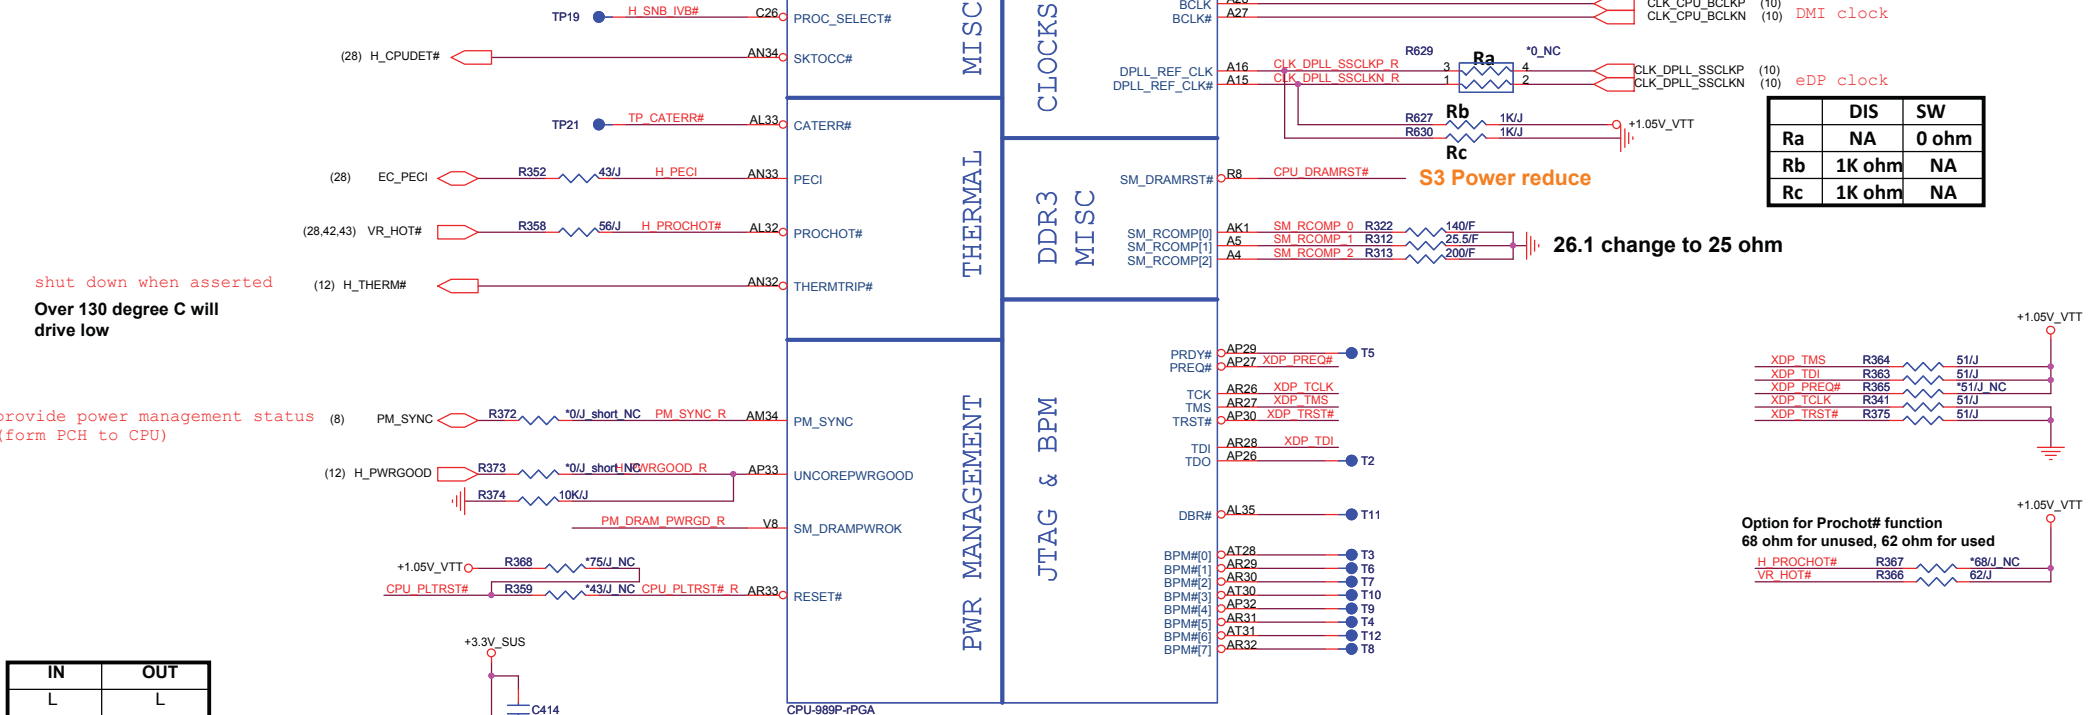 TP19 H_SNB_IVB# C26 PROC_SELECT#
(28) H_CPUDET# AN34 SKTOCC#
MISC
TP21 TP_CATERR# AL33 CATERR#
(28) EC_PECI R352 43/J H_PECI AN33 PECI
(28,42,43) VR_HOT# R358 56/J H_PROCHOT# AL32 PROCHOT#
shut down when asserted (12) H_THERM# AN32 THERMTRIP#
Over 130 degree C will
drive low
THERMAL
provide power management status (8) PM_SYNC R372 *0/J_short_NC PM_SYNC_R AM34 PM_SYNC
(form PCH to CPU)
(12) H_PWRGOOD R373 *0/J_short_NC H_PWRGOOD_R AP33 UNCOREPWRGOOD
R374 10K/J
PM_DRAM_PWRGD_R V8 SM_DRAMPWROK
+1.05V_VTT R368 *75/J_NC
CPU_PLTRST# R359 *43/J_NC CPU_PLTRST#_R AR33 RESET#
PWR MANAGEMENT
+3.3V_SUS
C414
IN OUT
L L
CPU-989P-rPGA
CLOCKS
BCLK CLK_CPU_BCLKP (10)
BCLK# A27 CLK_CPU_BCLKN (10) DMI clock
R629 Ra *0_NC
DPLL_REF_CLK A16 CLK_DPLL_SSCLKP_R 3 4 CLK_DPLL_SSCLKP (10)
DPLL_REF_CLK# A15 CLK_DPLL_SSCLKN_R 1 2 CLK_DPLL_SSCLKN (10) eDP clock
R627 Rb 1K/J +1.05V_VTT
R630 1K/J
Rc
DIS SW
Ra NA 0 ohm
Rb 1K ohm NA
Rc 1K ohm NA
DDR3
MISC
SM_DRAMRST# R8 CPU_DRAMRST# S3 Power reduce
SM_RCOMP[0] AK1 SM_RCOMP_0 R322 140/F
SM_RCOMP[1] A5 SM_RCOMP_1 R312 25.5/F 26.1 change to 25 ohm
SM_RCOMP[2] A4 SM_RCOMP_2 R313 200/F
JTAG & BPM
PRDY# AP29 T5
PREQ# AP27 XDP_PREQ#
TCK AR26 XDP_TCLK
TMS AR27 XDP_TMS
TRST# AP30 XDP_TRST#
TDI AR28 XDP_TDI
TDO AP26 T2
DBR# AL35 T11
BPM#[0] AT28 T3
BPM#[1] AR29 T6
BPM#[2] AR30 T7
BPM#[3] AT30 T10
BPM#[4] AP32 T9
BPM#[5] AR31 T4
BPM#[6] AT31 T12
BPM#[7] AR32 T8
+1.05V_VTT
XDP_TMS R364 51/J
XDP_TDI R363 51/J
XDP_PREQ# R365 *51/J_NC
XDP_TCLK R341 51/J
XDP_TRST# R375 51/J
+1.05V_VTT
Option for Prochot# function
68 ohm for unused, 62 ohm for used
H_PROCHOT# R367 *68/J_NC
VR_HOT# R366 62/J